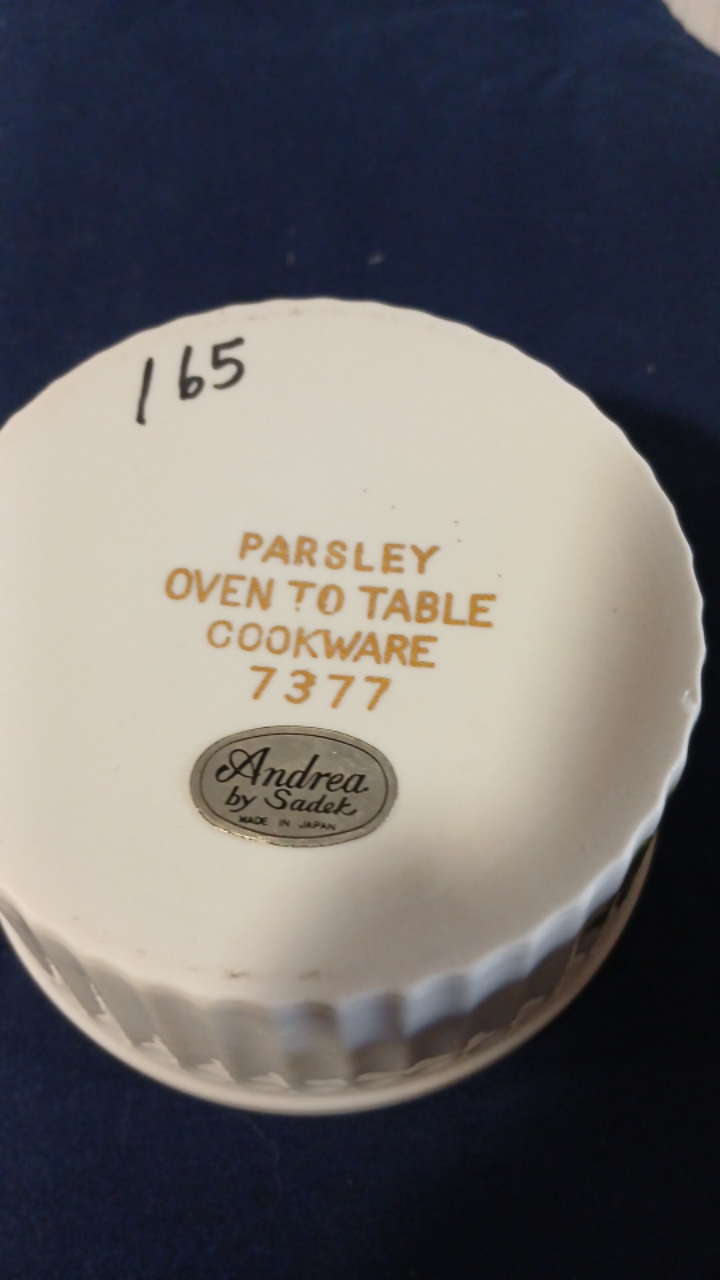 165
PARSLEY
OVEN TO TABLE
COOKWARE
7377
Andrea
by Sadek
MADE IN JAPAN